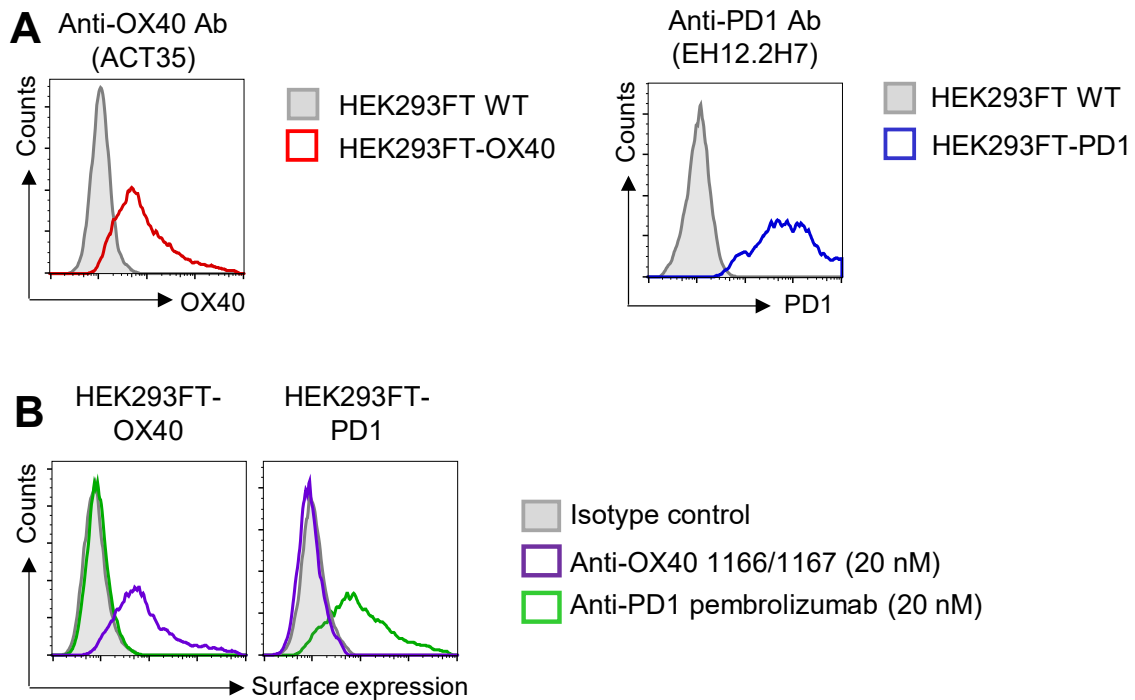 A
Anti-OX40 Ab
(ACT35)
Counts
OX40
HEK293FT WT
HEK293FT-OX40
Anti-PD1 Ab
(EH12.2H7)
Counts
PD1
HEK293FT WT
HEK293FT-PD1
B
HEK293FT-
OX40
HEK293FT-
PD1
Counts
Surface expression
Isotype control
Anti-OX40 1166/1167 (20 nM)
Anti-PD1 pembrolizumab (20 nM)